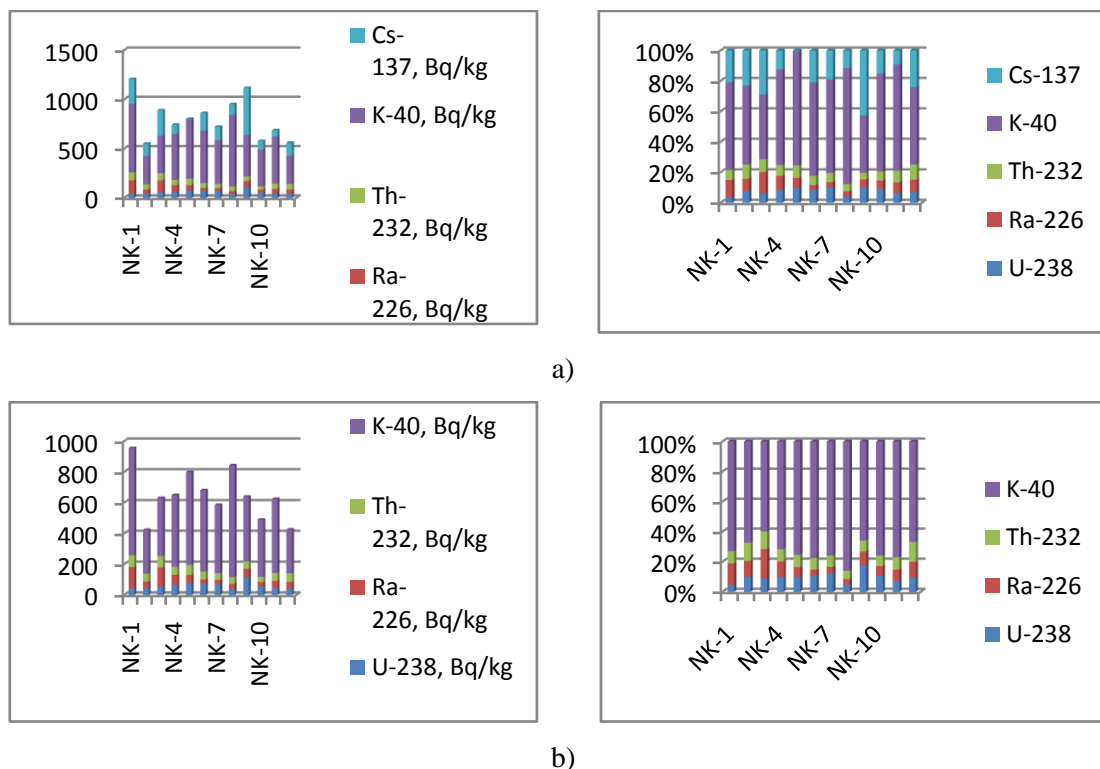 1500
1000
500
0
NK-1
NK-4
NK-7
NK-10
Cs-
137, Bq/kg
K-40, Bq/kg
Th-
232, Bq/kg
Ra-
226, Bq/kg
100%
80%
60%
40%
20%
0%
NK-1
NK-4
NK-7
NK-10
Cs-137
K-40
Th-232
Ra-226
U-238
a)
1000
800
600
400
200
0
NK-1
NK-4
NK-7
NK-10
K-40, Bq/kg
Th-
232, Bq/kg
Ra-
226, Bq/kg
U-238, Bq/kg
100%
80%
60%
40%
20%
0%
NK-1
NK-4
NK-7
NK-10
K-40
Th-232
Ra-226
U-238
b)